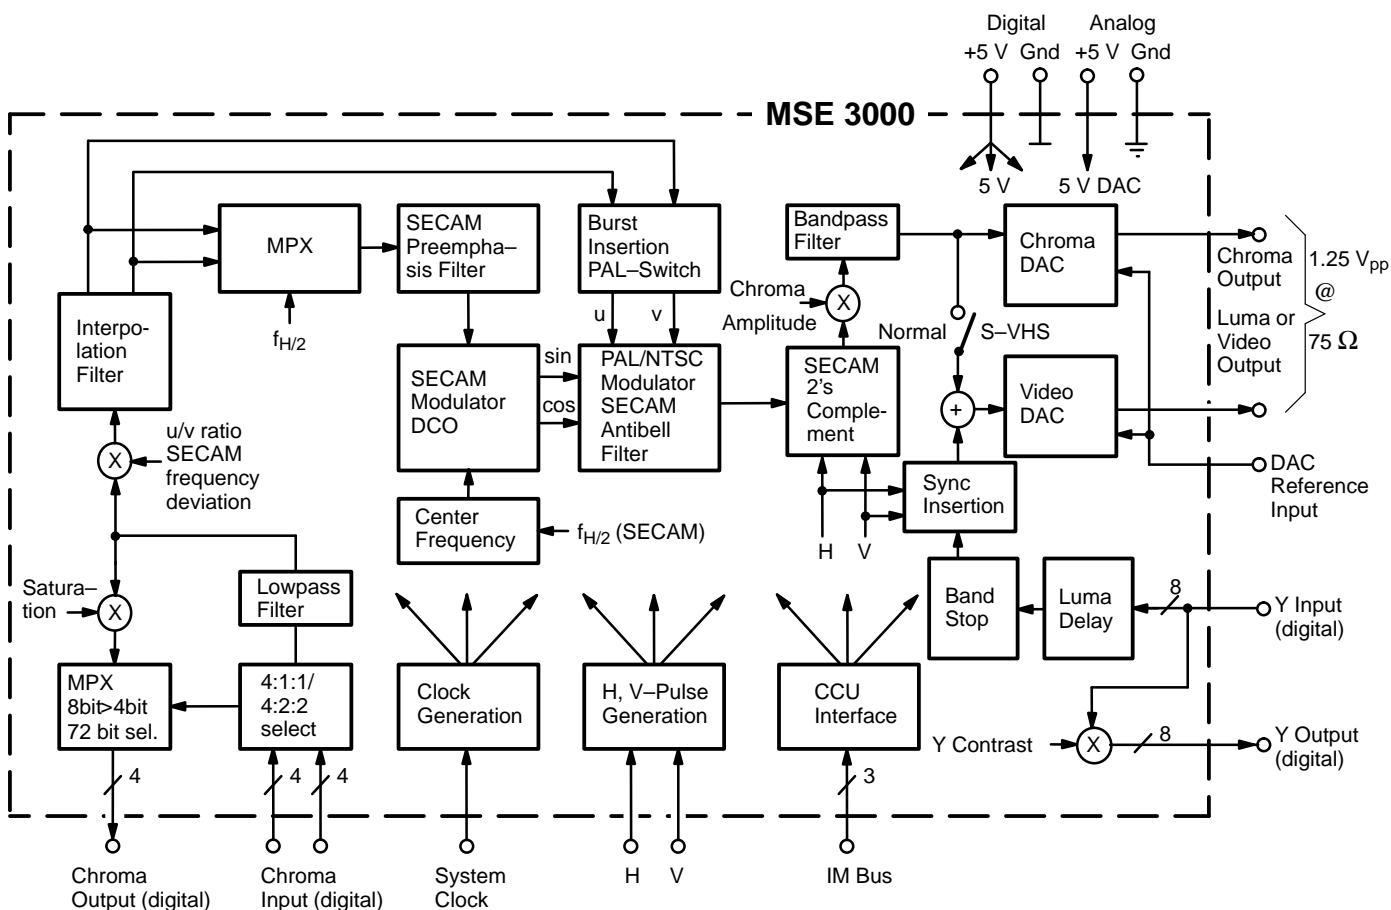 Digital Analog
+5 V Gnd +5 V Gnd
MSE 3000
5 V 5 V DAC
MPX
SECAM
Preempha–
sis Filter
Burst
Insertion
PAL–Switch
Bandpass
Filter
Chroma
DAC
Chroma
Output
1.25 Vpp
@
75 Ω
Luma or
Video
Output
Interpo-
lation
Filter
fH/2
u v
Chroma
Amplitude
X
Normal S–VHS
SECAM
Modulator
DCO
sin
cos
PAL/NTSC
Modulator
SECAM
Antibell
Filter
SECAM
2's
Comple-
ment
+
Video
DAC
u/v ratio
SECAM
frequency
deviation
X
DAC
Reference
Input
Sync
Insertion
Center
Frequency
fH/2 (SECAM)
H V
Satura–
tion
X
Lowpass
Filter
Band
Stop
Luma
Delay
8
Y Input
(digital)
MPX
8bit>4bit
72 bit sel.
4:1:1/
4:2:2
select
Clock
Generation
H, V–Pulse
Generation
CCU
Interface
Y Contrast
X
8
Y Output
(digital)
4
4 4
3
Chroma
Output (digital)
Chroma
Input (digital)
System
Clock
H V
IM Bus